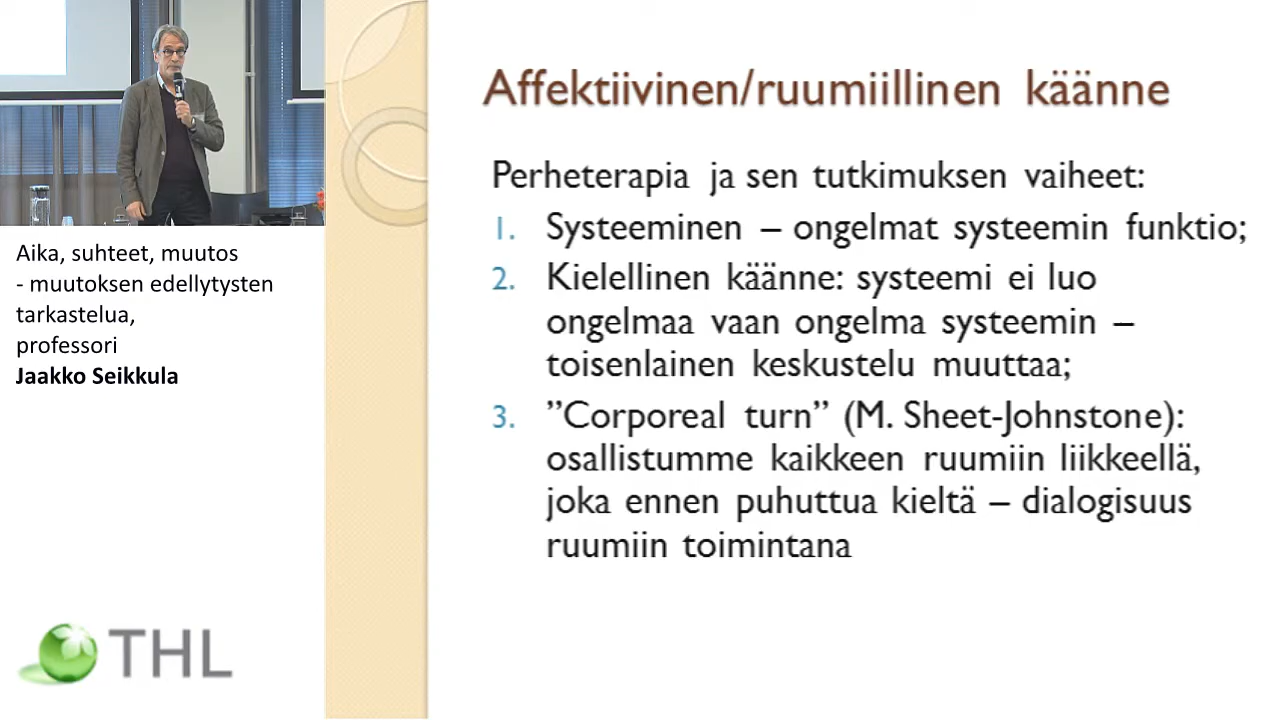 Aika, suhteet, muutos
- muutoksen edellytysten
tarkastelua,
professori
Jaakko Seikkula
THL
Affektiivinen/ruumiillinen käänne
Perheterapia ja sen tutkimuksen vaiheet:
1. Systeeminen – ongelmat systeemin funktio;
2. Kielellinen käänne: systeemi ei luo
ongelmaa vaan ongelma systeemin –
toisenlainen keskustelu muuttaa;
3. ”Corporeal turn” (M. Sheet-Johnstone):
osallistumme kaikkeen ruumiin liikkeellä,
joka ennen puhuttua kieltä – dialogisuus
ruumiin toimintana